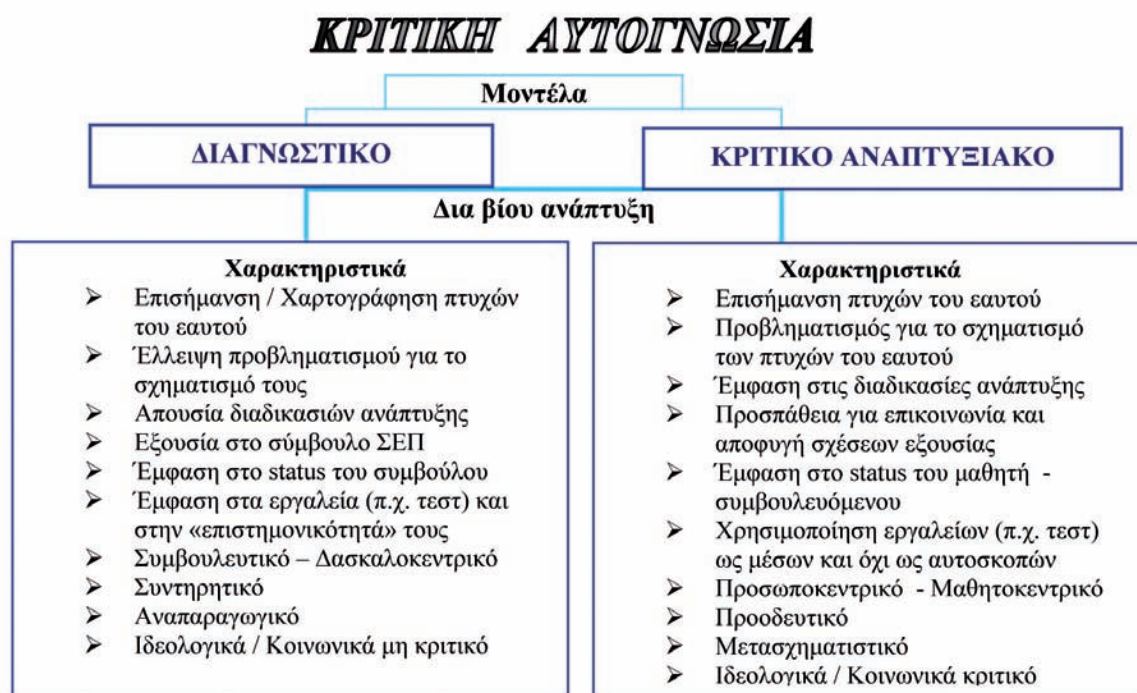 ΚΡΙΤΙΚΗ ΑΥΤΟΓΝΩΣΙΑ
Μοντέλα
ΔΙΑΓΝΩΣΤΙΚΟ
ΚΡΙΤΙΚΟ ΑΝΑΠΤΥΞΙΑΚΟ
Δια βίου ανάπτυξη
Χαρακτηριστικά
➢ Επισήμανση / Χαρτογράφηση πτυχών
του εαυτού
➢ Έλλειψη προβληματισμού για το
σχηματισμό τους
➢ Απουσία διαδικασιών ανάπτυξης
➢ Εξουσία στο σύμβουλο ΣΕΠ
➢ Έμφαση στο status του συμβούλου
➢ Έμφαση στα εργαλεία (π.χ. τεστ) και
στην «επιστημονικότητά» τους
➢ Συμβουλευτικό – Δασκαλοκεντρικό
➢ Συντηρητικό
➢ Αναπαραγωγικό
➢ Ιδεολογικά / Κοινωνικά μη κριτικό
Χαρακτηριστικά
➢ Επισήμανση πτυχών του εαυτού
➢ Προβληματισμός για το σχηματισμό
των πτυχών του εαυτού
➢ Έμφαση στις διαδικασίες ανάπτυξης
➢ Προσπάθεια για επικοινωνία και
αποφυγή σχέσεων εξουσίας
➢ Έμφαση στο status του μαθητή -
συμβουλευόμενου
➢ Χρησιμοποίηση εργαλείων (π.χ. τεστ)
ως μέσων και όχι ως αυτοσκοπών
➢ Προσωποκεντρικό - Μαθητοκεντρικό
➢ Προοδευτικό
➢ Μετασχηματιστικό
➢ Ιδεολογικά / Κοινωνικά κριτικό